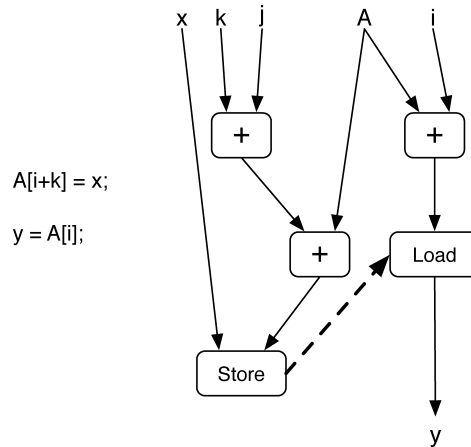 x k j A i
+ +
A[i+k] = x;
y = A[i];
+ Load
Store
y